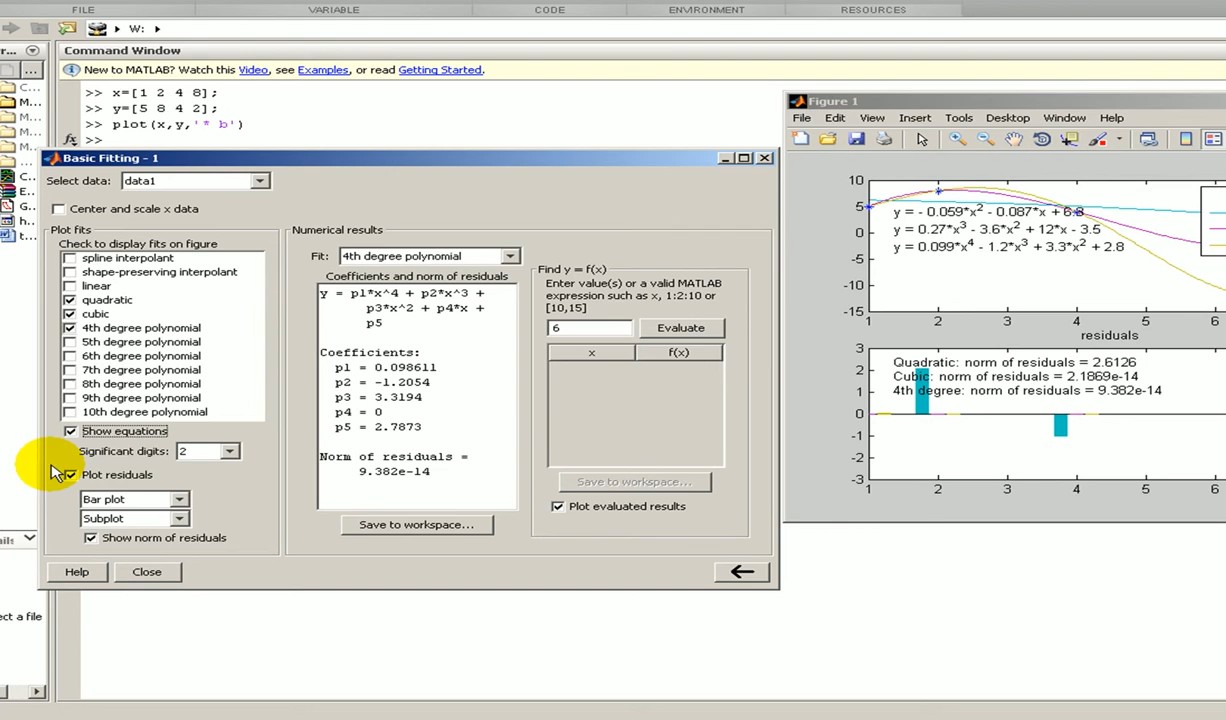 FILE VARIABLE CODE ENVIRONMENT RESOURCES
W:
Command Window
New to MATLAB? Watch this Video, see Examples, or read Getting Started.
>> x=[1 2 4 8];
>> y=[5 8 4 2];
>> plot(x,y,'* b')
fx >>
Basic Fitting - 1
Select data: data1
Center and scale x data
Plot fits
Check to display fits on figure
spline interpolant
shape-preserving interpolant
linear
quadratic
cubic
4th degree polynomial
5th degree polynomial
6th degree polynomial
7th degree polynomial
8th degree polynomial
9th degree polynomial
10th degree polynomial
Show equations
Significant digits: 2
Plot residuals
Bar plot
Subplot
Show norm of residuals
Help Close
Numerical results
Fit: 4th degree polynomial
Coefficients and norm of residuals
y = p1*x^4 + p2*x^3 +
p3*x^2 + p4*x +
p5
Coefficients:
p1 = 0.098611
p2 = -1.2054
p3 = 3.3194
p4 = 0
p5 = 2.7873
Norm of residuals =
9.382e-14
Save to workspace...
Find y = f(x)
Enter value(s) or a valid MATLAB
expression such as x, 1:2:10 or
[10,15]
6 Evaluate
x f(x)
Save to workspace...
Plot evaluated results
Figure 1
File Edit View Insert Tools Desktop Window Help
10
5
0
-5
-10
-15
y = - 0.059*x2 - 0.087*x + 6.8
y = 0.27*x3 - 3.6*x2 + 12*x - 3.5
y = 0.099*x4 - 1.2*x3 + 3.3*x2 + 2.8
1 2 3 4 5 6
residuals
3
2
1
0
-1
-2
-3
Quadratic: norm of residuals = 2.6126
Cubic: norm of residuals = 2.1869e-14
4th degree: norm of residuals = 9.382e-14
1 2 3 4 5 6
ect a file